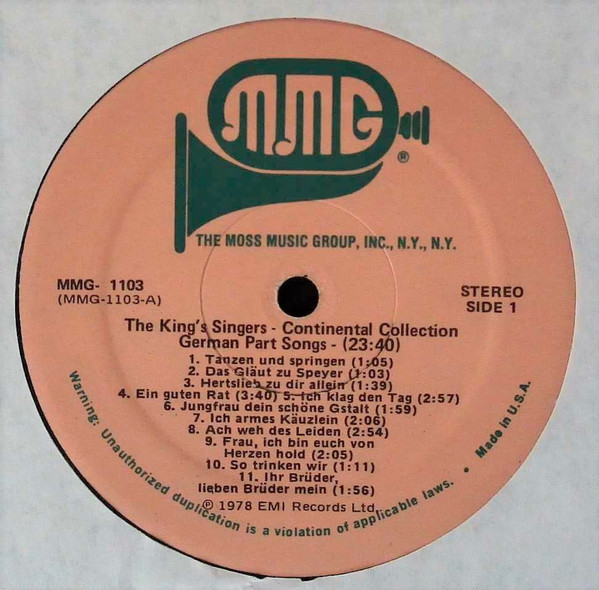 MMG
®
THE MOSS MUSIC GROUP, INC., N.Y., N.Y.
MMG- 1103
(MMG-1103-A)
STEREO
SIDE 1
The King's Singers - Continental Collection
German Part Songs - (23:40)
1. Tanzen und springen (1:05)
2. Das Gläut zu Speyer (1:03)
3. Hertslieb zu dir allein (1:39)
4. Ein guten Rat (3:40) 5. Ich klag den Tag (2:57)
6. Jungfrau dein schöne Gstalt (1:59)
7. Ich armes Käuzlein (2:06)
8. Ach weh des Leiden (2:54)
9. Frau, ich bin euch von
Herzen hold (2:05)
10. So trinken wir (1:11)
11. Ihr Brüder,
lieben Brüder mein (1:56)
℗ 1978 EMI Records Ltd.
Warning: Unauthorized duplication is a violation of applicable laws. • Made in U.S.A.